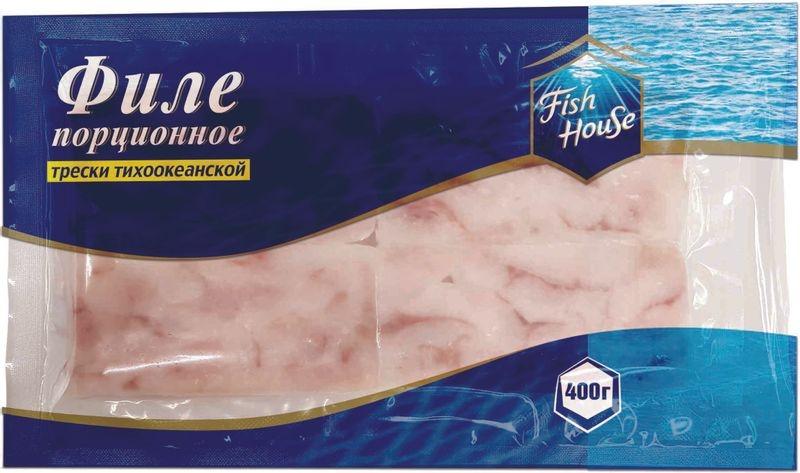 Филе
порционное
трески тихоокеанской
Fish
HouSe
400г